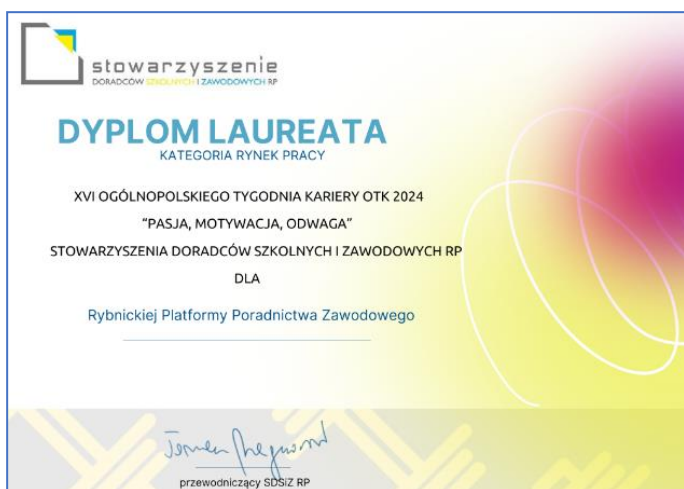 stowarzyszenie
DORADCÓW SZKOLNYCH I ZAWODOWYCH RP
DYPLOM LAUREATA
KATEGORIA RYNEK PRACY
XVI OGÓLNOPOLSKIEGO TYGODNIA KARIERY OTK 2024
"PASJA, MOTYWACJA, ODWAGA"
STOWARZYSZENIA DORADCÓW SZKOLNYCH I ZAWODOWYCH RP
DLA
Rybnickiej Platformy Poradnictwa Zawodowego
przewodniczący SDSiZ RP